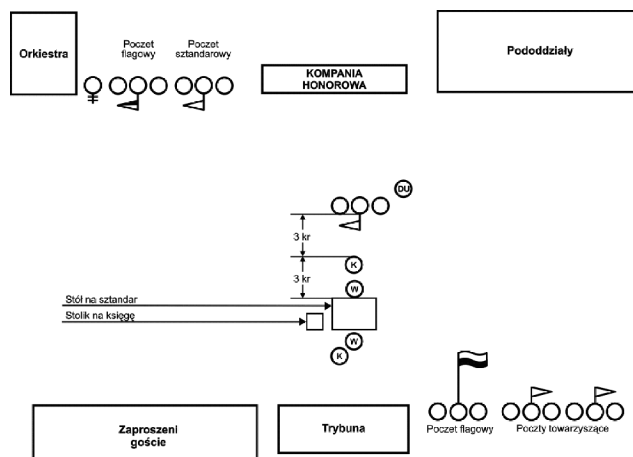 Orkiestra
Poczet
flagowy
Poczet
sztandarowy
KOMPANIA
HONOROWA
Pododdziały
DU
3 kr
K
3 kr
W
Stół na sztandar
Stolik na księgę
W
K
Zaproszeni
goście
Trybuna
Poczet flagowy
Poczty towarzyszące